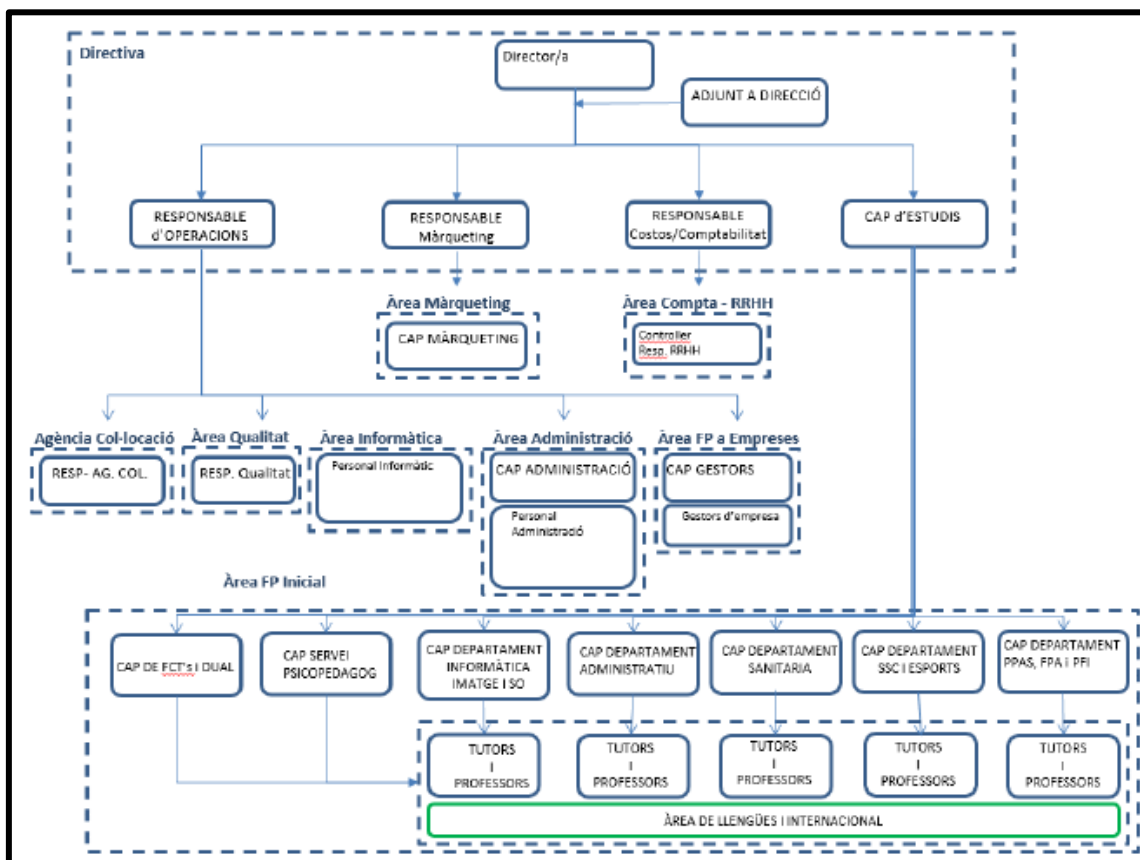 Directiva
Director/a
ADJUNT A DIRECCIÓ
RESPONSABLE
d'OPERACIONS
RESPONSABLE
Màrqueting
RESPONSABLE
Costos/Comptabilitat
CAP d'ESTUDIS
Àrea Màrqueting
CAP MÀRQUETING
Àrea Compta - RRHH
Controller
Resp. RRHH
Agència Col·locació
RESP- AG. COL.
Àrea Qualitat
RESP. Qualitat
Àrea Informàtica
Personal Informàtic
Àrea Administració
CAP ADMINISTRACIÓ
Personal
Administració
Àrea FP a Empreses
CAP GESTORS
Gestors d'empresa
Àrea FP Inicial
CAP DE FCT's I DUAL
CAP SERVEI
PSICOPEDAGOG
CAP DEPARTAMENT
INFORMÀTICA
IMATGE I SO
CAP DEPARTAMENT
ADMINISTRATIU
CAP DEPARTAMENT
SANITARIA
CAP DEPARTAMENT
SSC I ESPORTS
CAP DEPARTAMENT
PPAS, FPA i PFI
TUTORS
I
PROFESSORS
TUTORS
I
PROFESSORS
TUTORS
I
PROFESSORS
TUTORS
I
PROFESSORS
TUTORS
I
PROFESSORS
ÀREA DE LLENGÜES I INTERNACIONAL